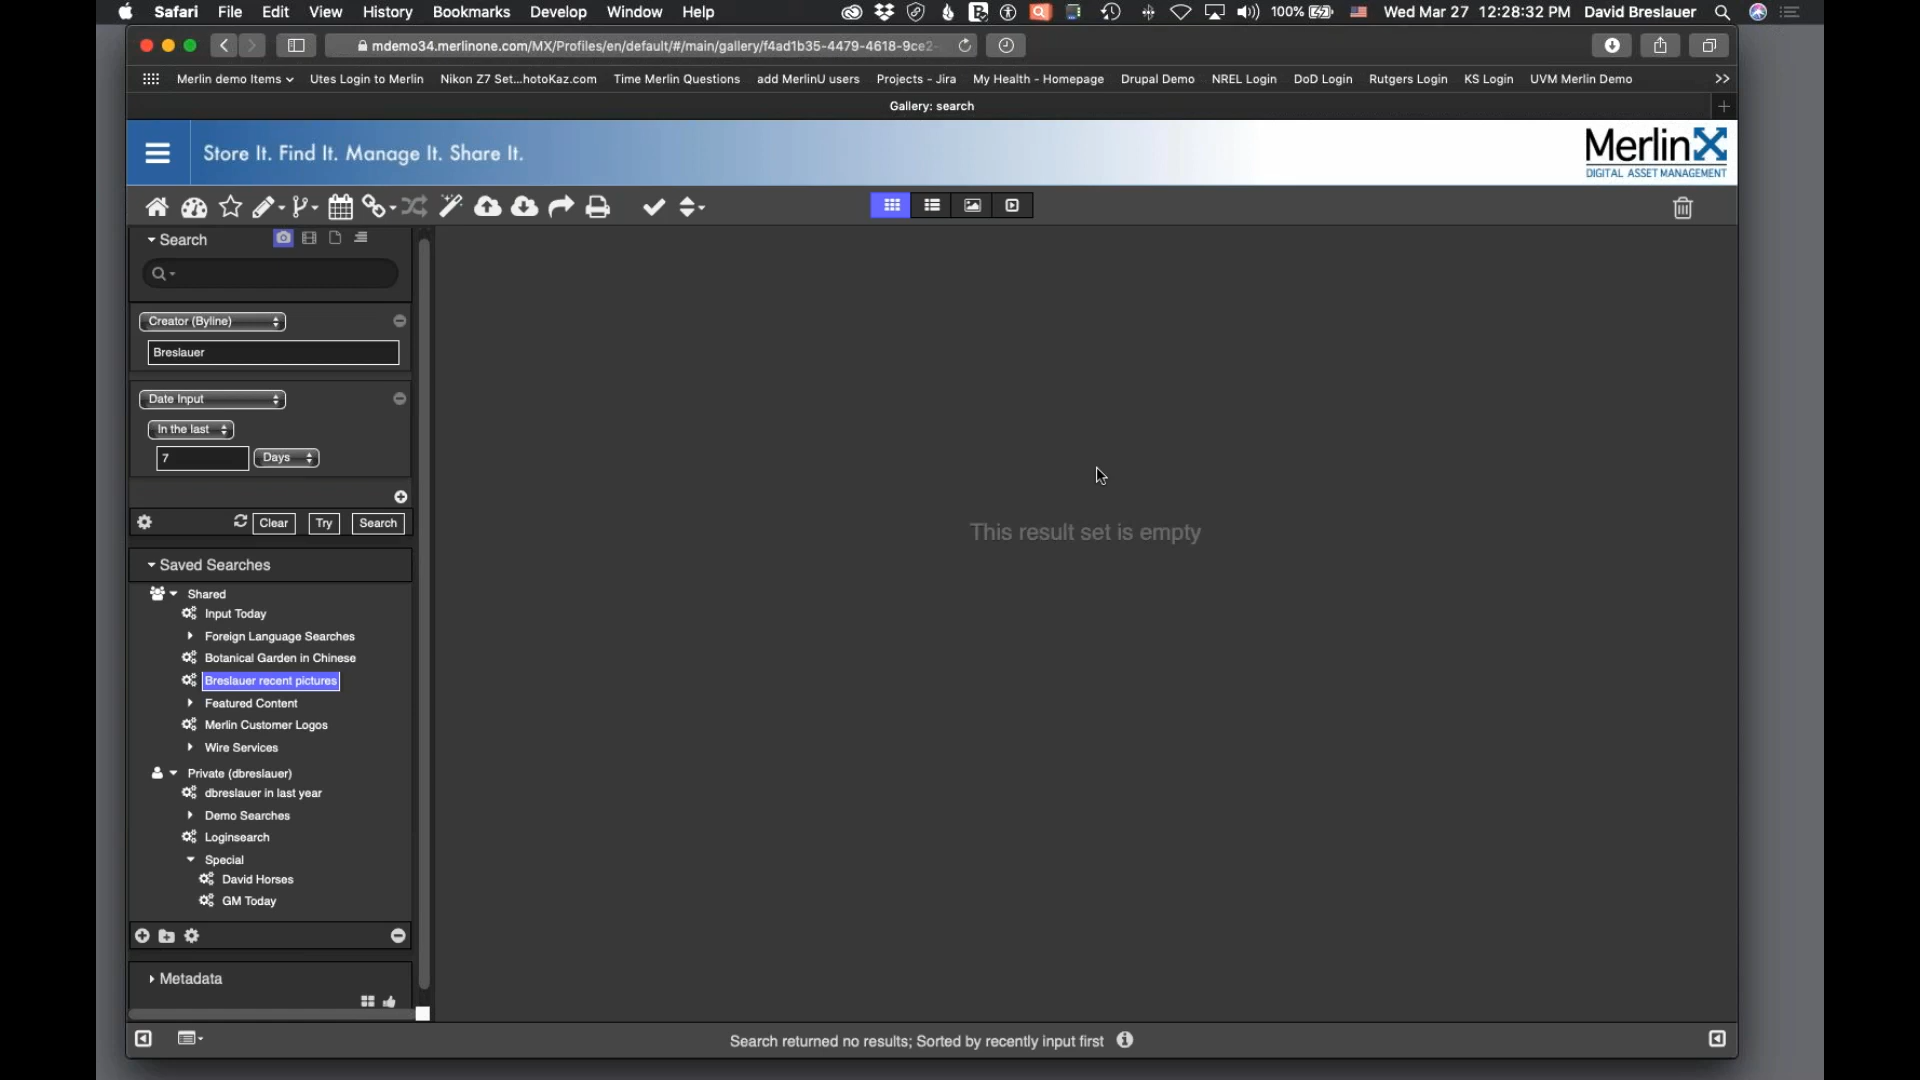 Safari File Edit View History Bookmarks Develop Window Help 100% Wed Mar 27 12:28:32 PM David Breslauer
mdemo34.merlinone.com/MX/Profiles/en/default/#/main/gallery/f4ad1b35-4479-4618-9ce2-
Merlin demo Items Utes Login to Merlin Nikon Z7 Set...hotoKaz.com Time Merlin Questions add MerlinU users Projects - Jira My Health - Homepage Drupal Demo NREL Login DoD Login Rutgers Login KS Login UVM Merlin Demo >>
Gallery: search
Store It. Find It. Manage It. Share It.
MerlinX
DIGITAL ASSET MANAGEMENT
Search
Creator (Byline)
Breslauer
Date Input
In the last
7 Days
Clear Try Search
This result set is empty
Saved Searches
Shared
Input Today
Foreign Language Searches
Botanical Garden in Chinese
Breslauer recent pictures
Featured Content
Merlin Customer Logos
Wire Services
Private (dbreslauer)
dbreslauer in last year
Demo Searches
Loginsearch
Special
David Horses
GM Today
Metadata
Search returned no results; Sorted by recently input first